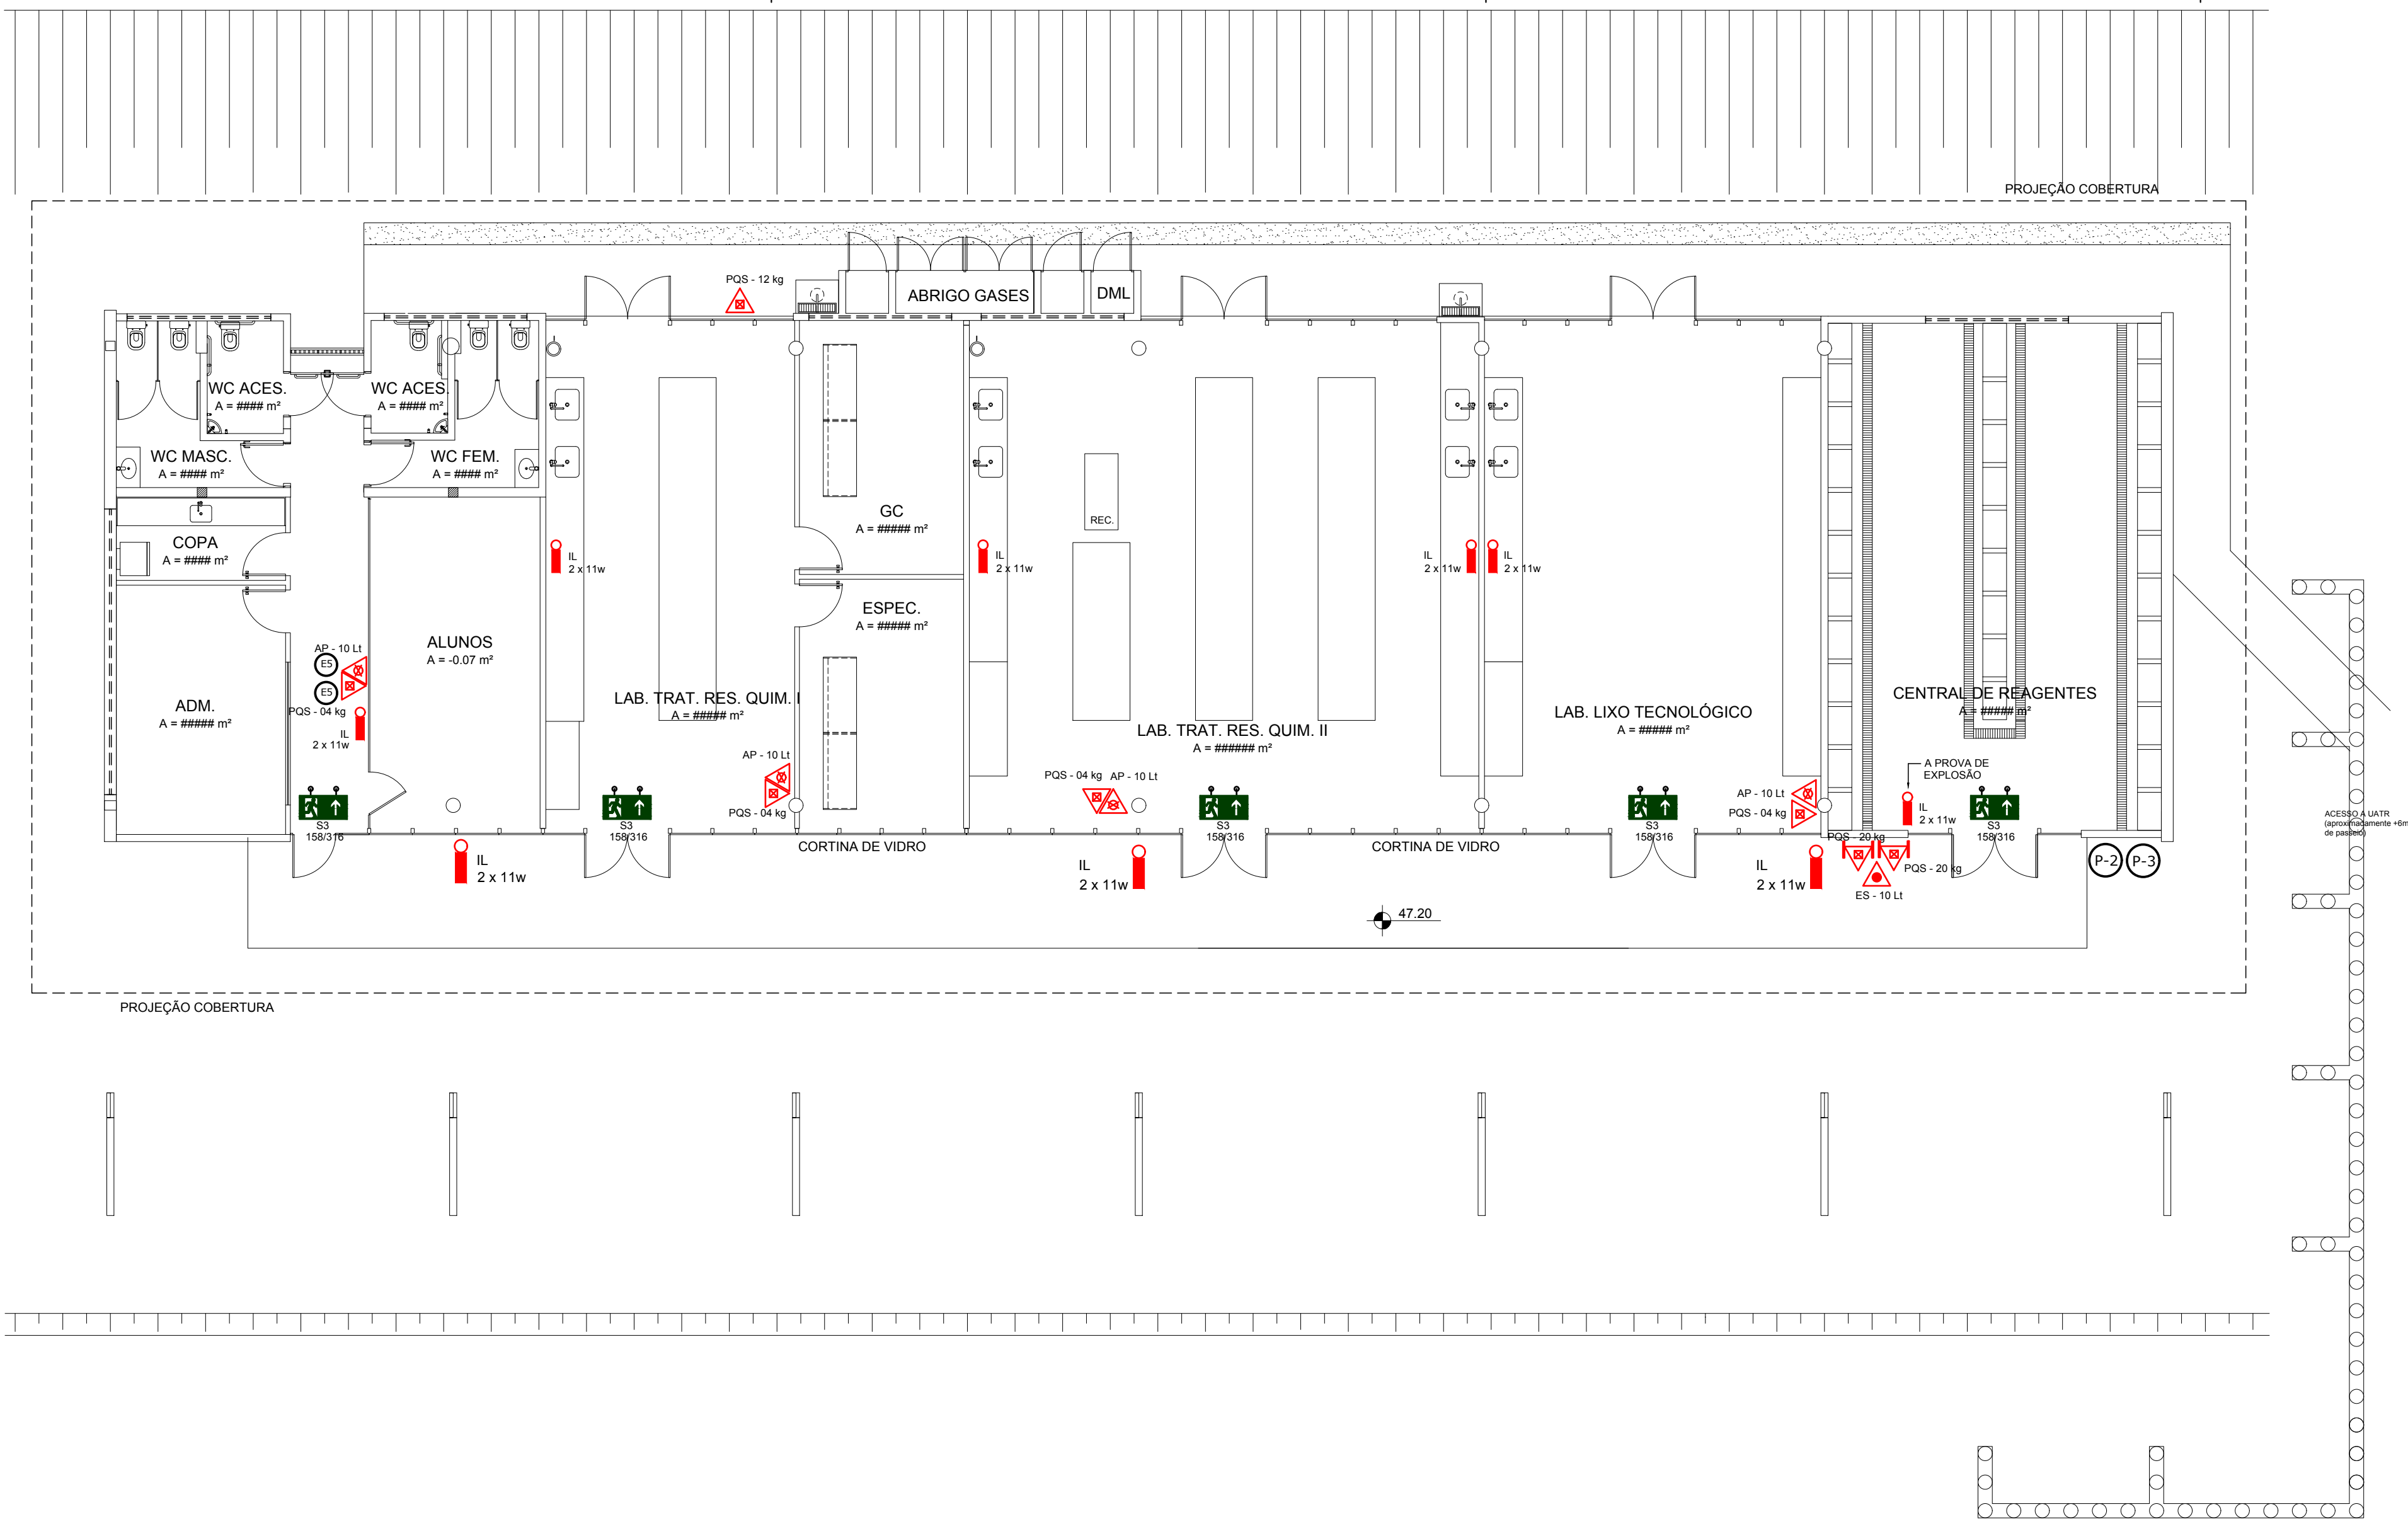 PROJEÇÃO COBERTURA
PQS - 12 kg
ABRIGO GASES
DML
WC ACES.
A = #### m²
WC ACES.
A = #### m²
WC MASC.
A = #### m²
WC FEM.
A = #### m²
GC
A = ##### m²
REC.
COPA
A = #### m²
IL
2 x 11w
IL
2 x 11w
IL
2 x 11w
IL
2 x 11w
ESPEC.
A = ##### m²
ALUNOS
A = -0.07 m²
AP - 10 Lt
E5
E5
PQS - 04 kg
IL
2 x 11w
ADM.
A = ##### m²
LAB. TRAT. RES. QUIM. I
A = ##### m²
LAB. TRAT. RES. QUIM. II
A = ###### m²
LAB. LIXO TECNOLÓGICO
A = ##### m²
CENTRAL DE REAGENTES
A = ##### m²
AP - 10 Lt
PQS - 04 kg
PQS - 04 kg
AP - 10 Lt
AP - 10 Lt
PQS - 04 kg
A PROVA DE
EXPLOSÃO
IL
2 x 11w
ACESSO A UATR
(aproximadamente +6m
de passeio)
S3
158/316
S3
158/316
S3
158/316
S3
158/316
S3
158/316
CORTINA DE VIDRO
CORTINA DE VIDRO
IL
2 x 11w
IL
2 x 11w
IL
2 x 11w
PQS - 20 kg
PQS - 20 kg
ES - 10 Lt
P-2
P-3
47.20
PROJEÇÃO COBERTURA